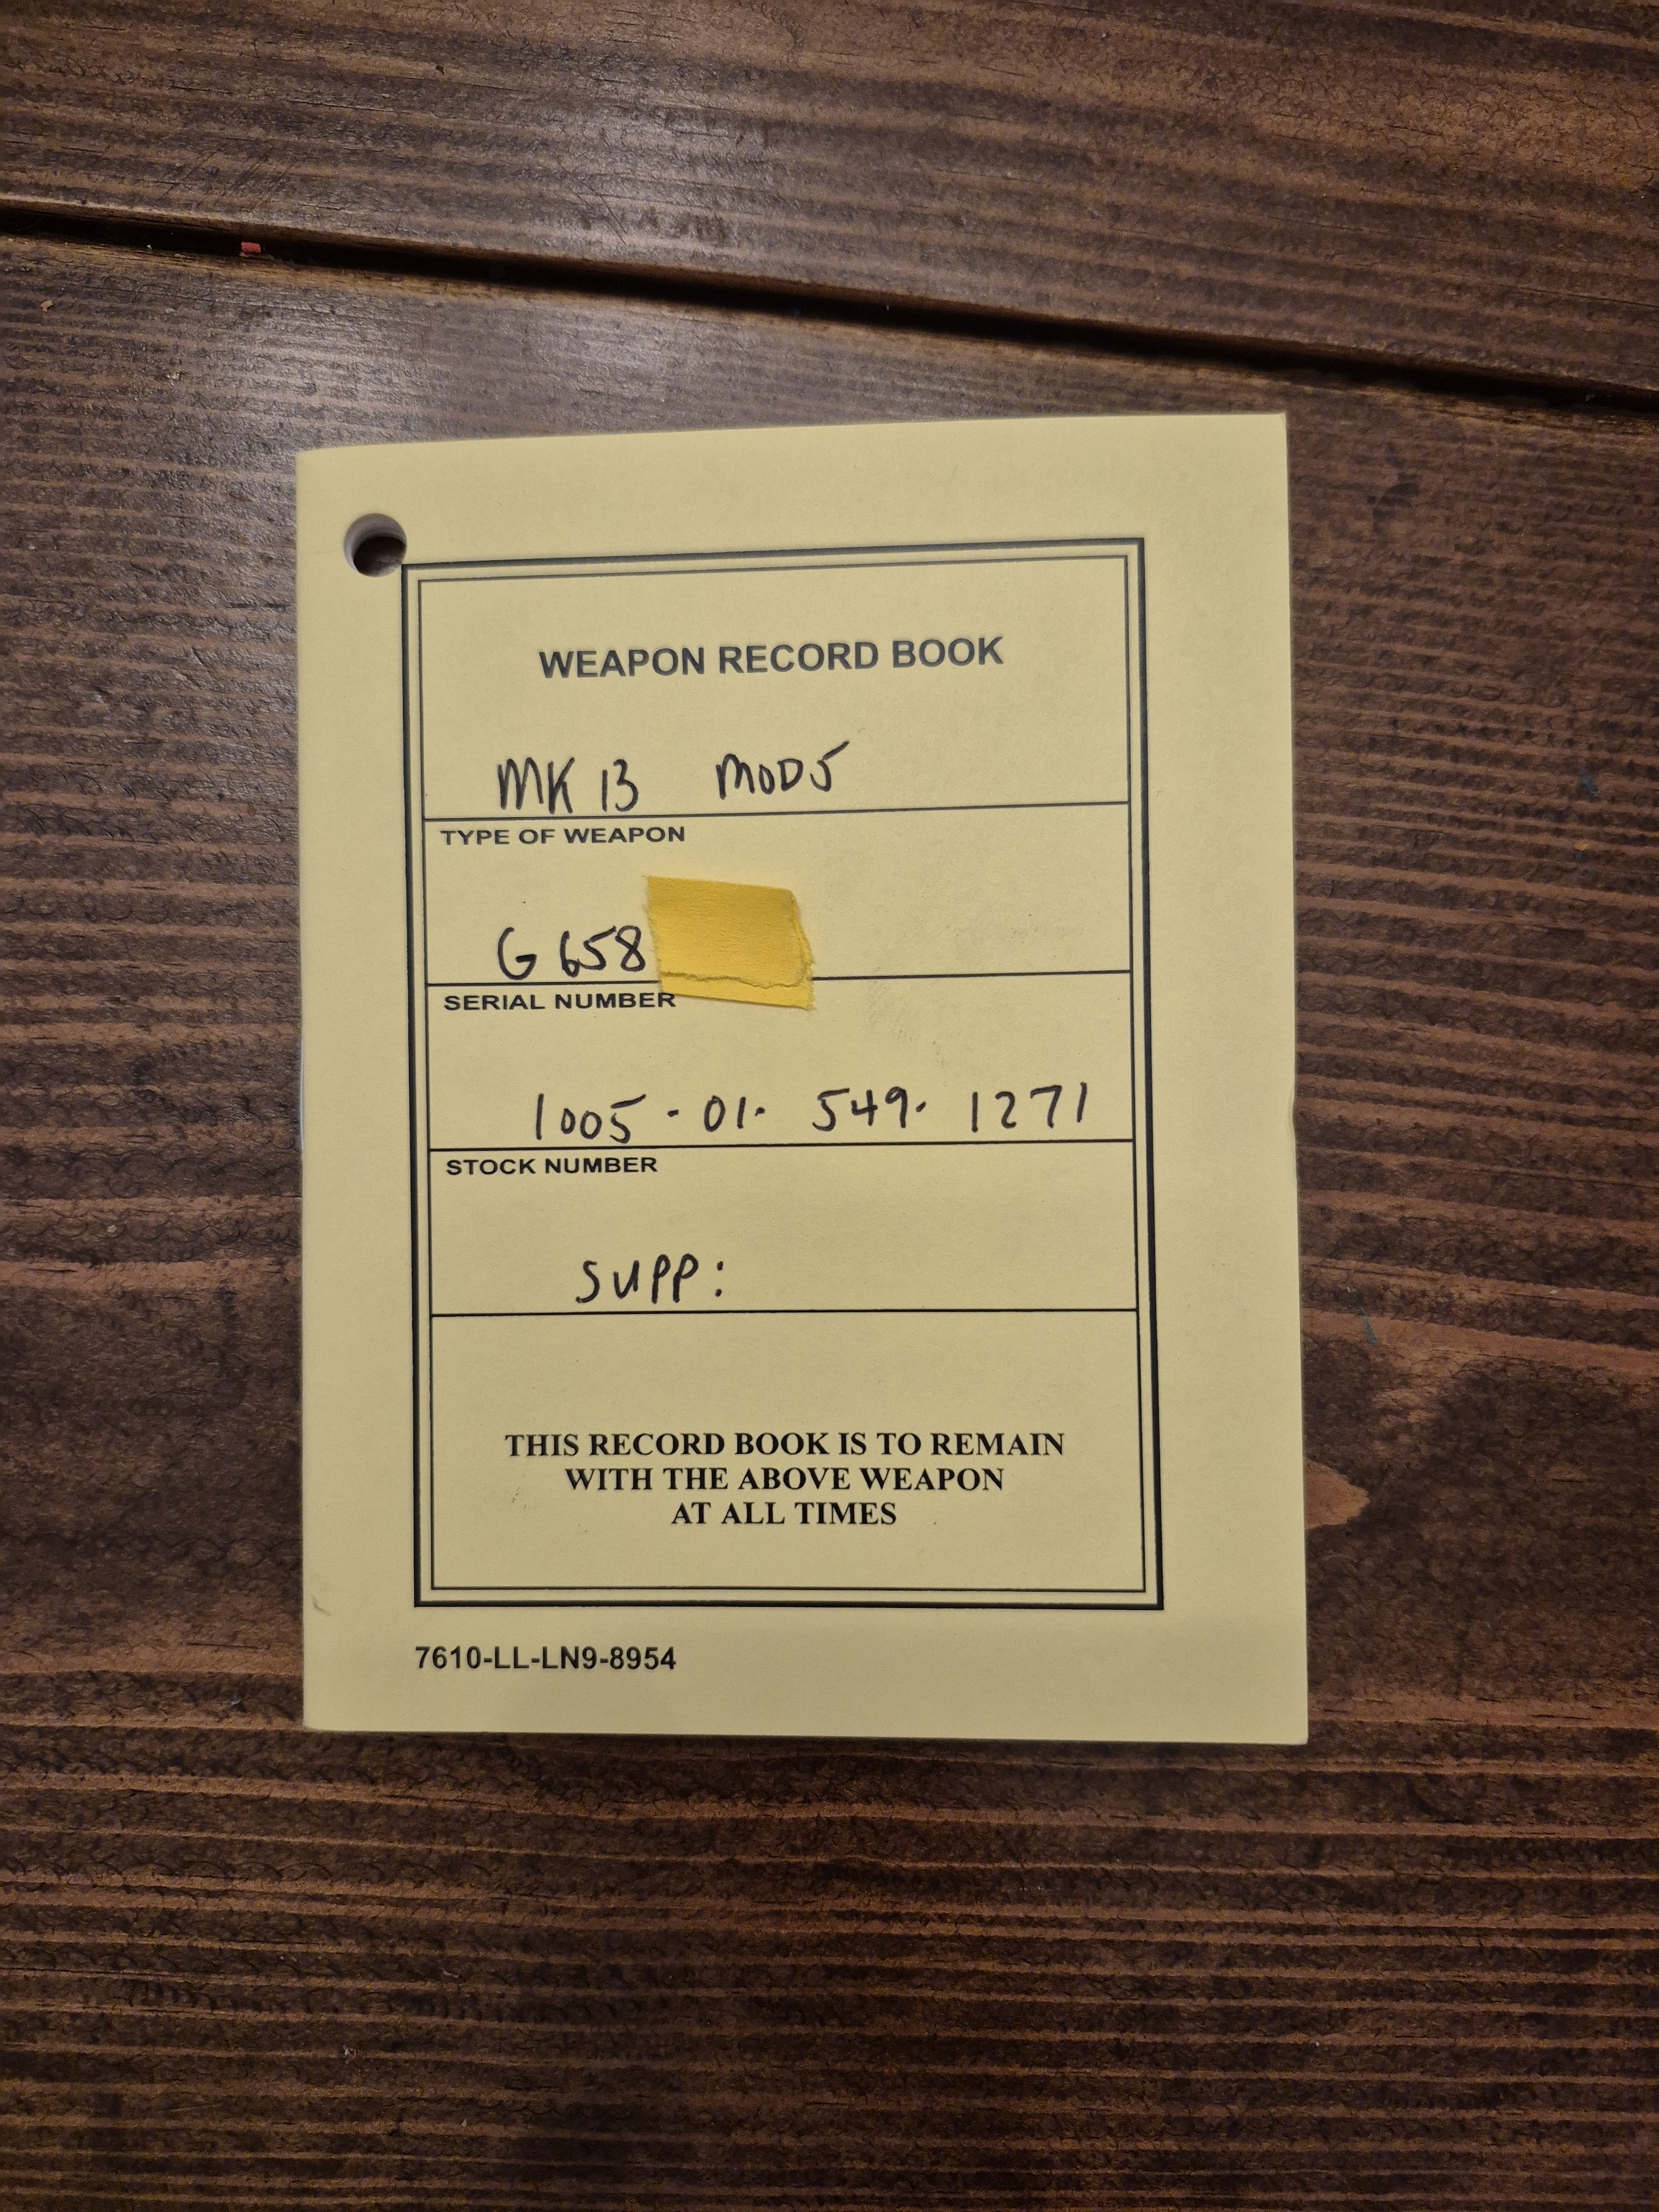 WEAPON RECORD BOOK
MK 13 MOD5
TYPE OF WEAPON
G 658
SERIAL NUMBER
1005 - 01 - 549 - 1271
STOCK NUMBER
SUPP:
THIS RECORD BOOK IS TO REMAIN
WITH THE ABOVE WEAPON
AT ALL TIMES
7610-LL-LN9-8954